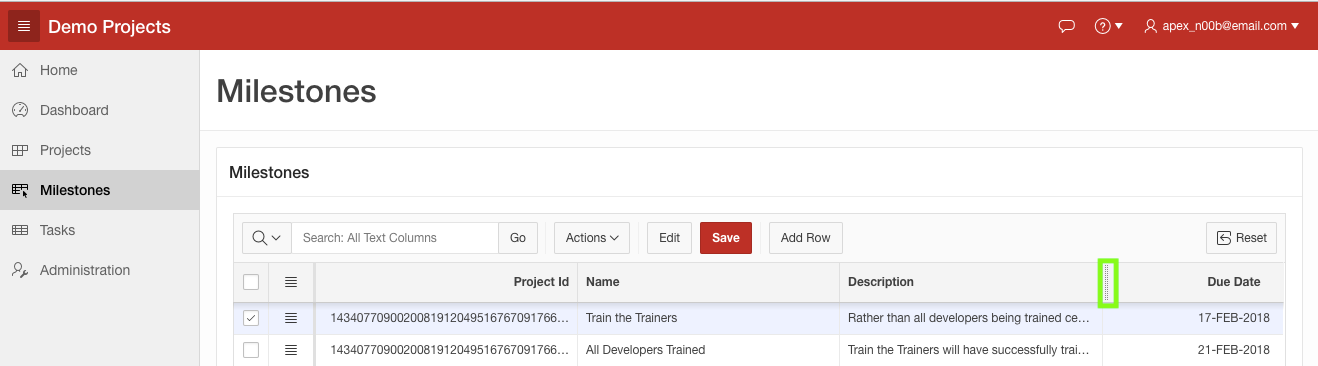 Demo Projects
apex_n00b@email.com
Home
Dashboard
Projects
Milestones
Tasks
Administration
Milestones
Milestones
Search: All Text Columns Go Actions Edit Save Add Row Reset
Project Id Name Description Due Date
1434077090020081912049516767091766... Train the Trainers Rather than all developers being trained ce... 17-FEB-2018
1434077090020081912049516767091766... All Developers Trained Train the Trainers will have successfully trai... 21-FEB-2018